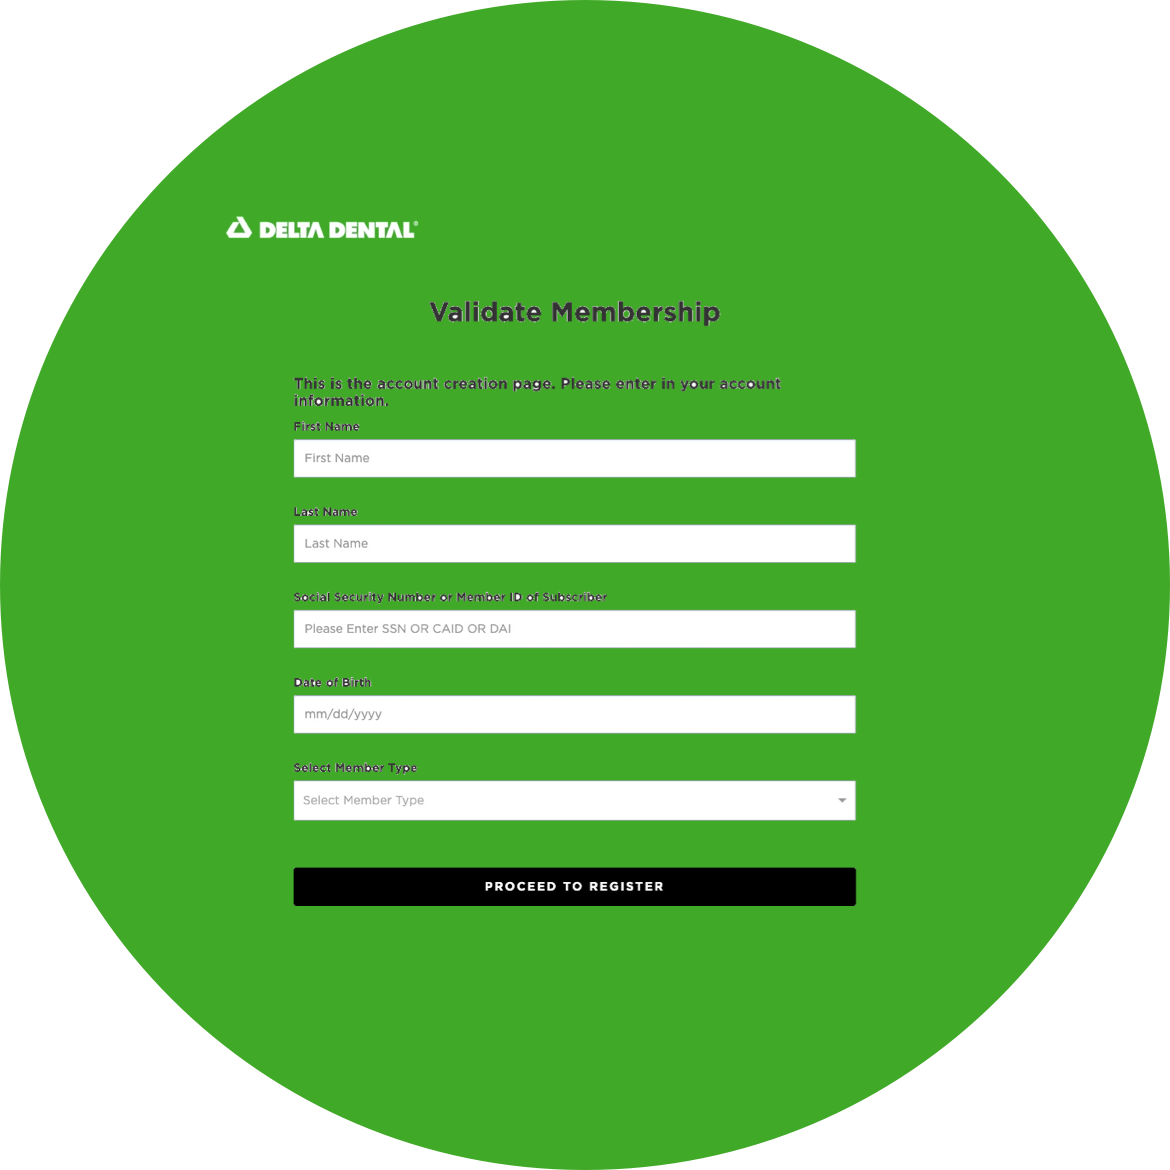 DELTA DENTAL®
Validate Membership
This is the account creation page. Please enter in your account
information.
First Name
First Name
Last Name
Last Name
Social Security Number or Member ID of Subscriber
Please Enter SSN OR CAID OR DAI
Date of Birth
mm/dd/yyyy
Select Member Type
Select Member Type
PROCEED TO REGISTER